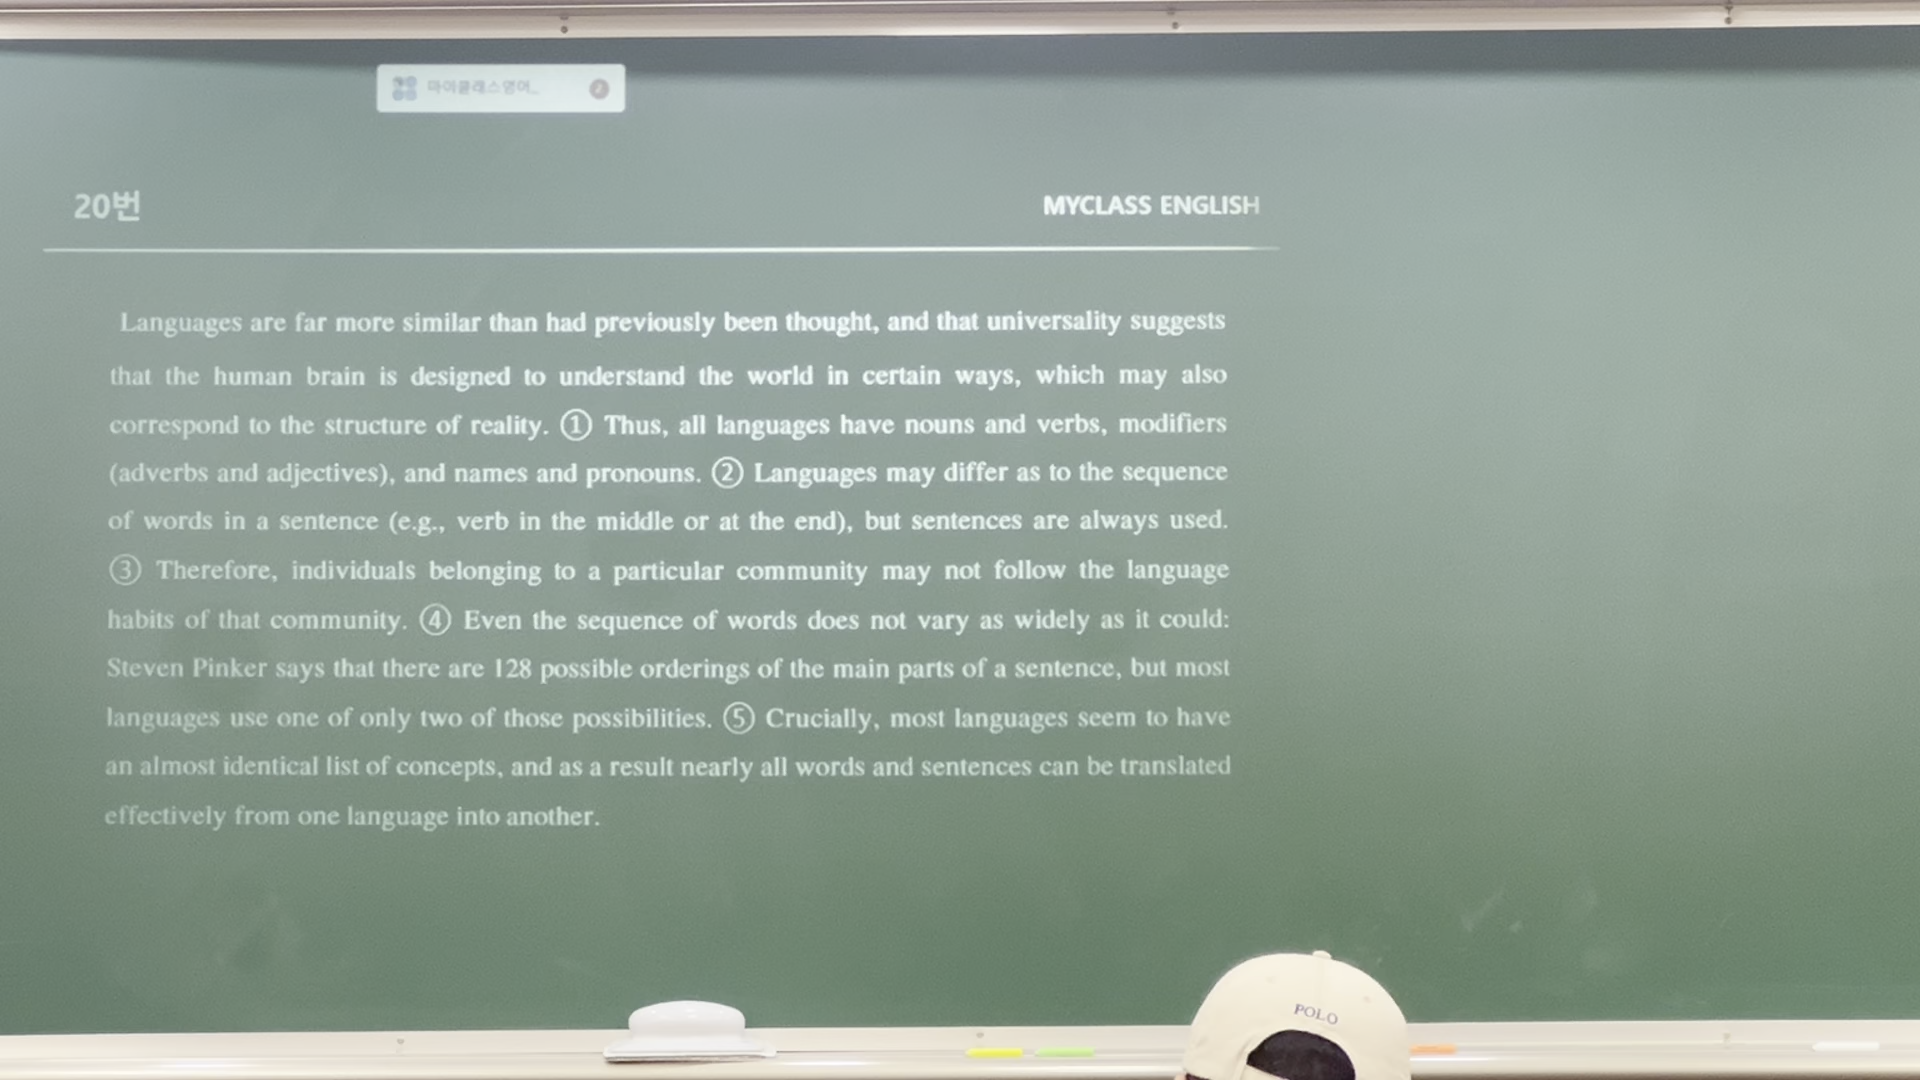 마이클래스영어_
20번
MYCLASS ENGLISH
Languages are far more similar than had previously been thought, and that universality suggests
that the human brain is designed to understand the world in certain ways, which may also
correspond to the structure of reality. ① Thus, all languages have nouns and verbs, modifiers
(adverbs and adjectives), and names and pronouns. ② Languages may differ as to the sequence
of words in a sentence (e.g., verb in the middle or at the end), but sentences are always used.
③ Therefore, individuals belonging to a particular community may not follow the language
habits of that community. ④ Even the sequence of words does not vary as widely as it could:
Steven Pinker says that there are 128 possible orderings of the main parts of a sentence, but most
languages use one of only two of those possibilities. ⑤ Crucially, most languages seem to have
an almost identical list of concepts, and as a result nearly all words and sentences can be translated
effectively from one language into another.
POLO